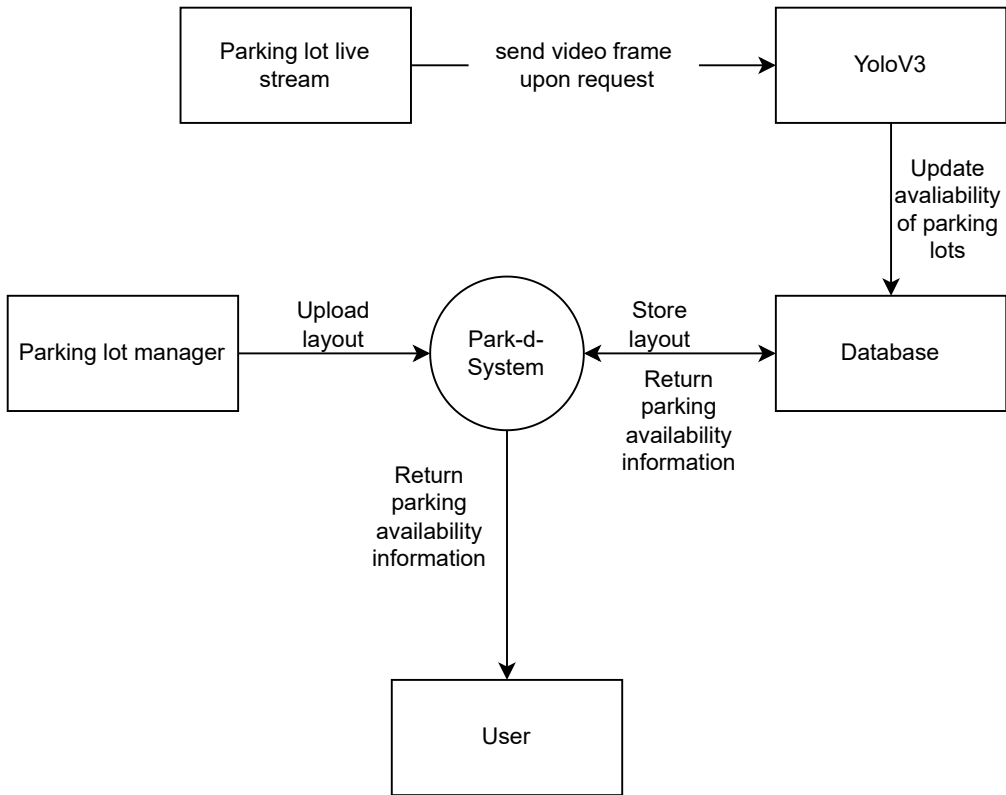 Parking lot live
stream
send video frame
upon request
YoloV3
Update
avaliability
of parking
lots
Parking lot manager
Upload
layout
Park-d-
System
Store
layout
Return
parking
availability
information
Database
Return
parking
availability
information
User